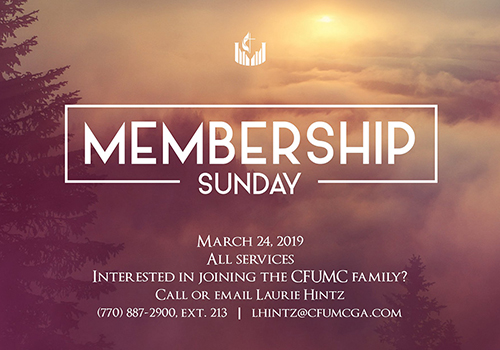 MEMBERSHIP
SUNDAY
March 24, 2019
All services
Interested in joining the CFUMC family?
Call or email Laurie Hintz
(770) 887-2900, ext. 213 | lhintz@cfumcga.com